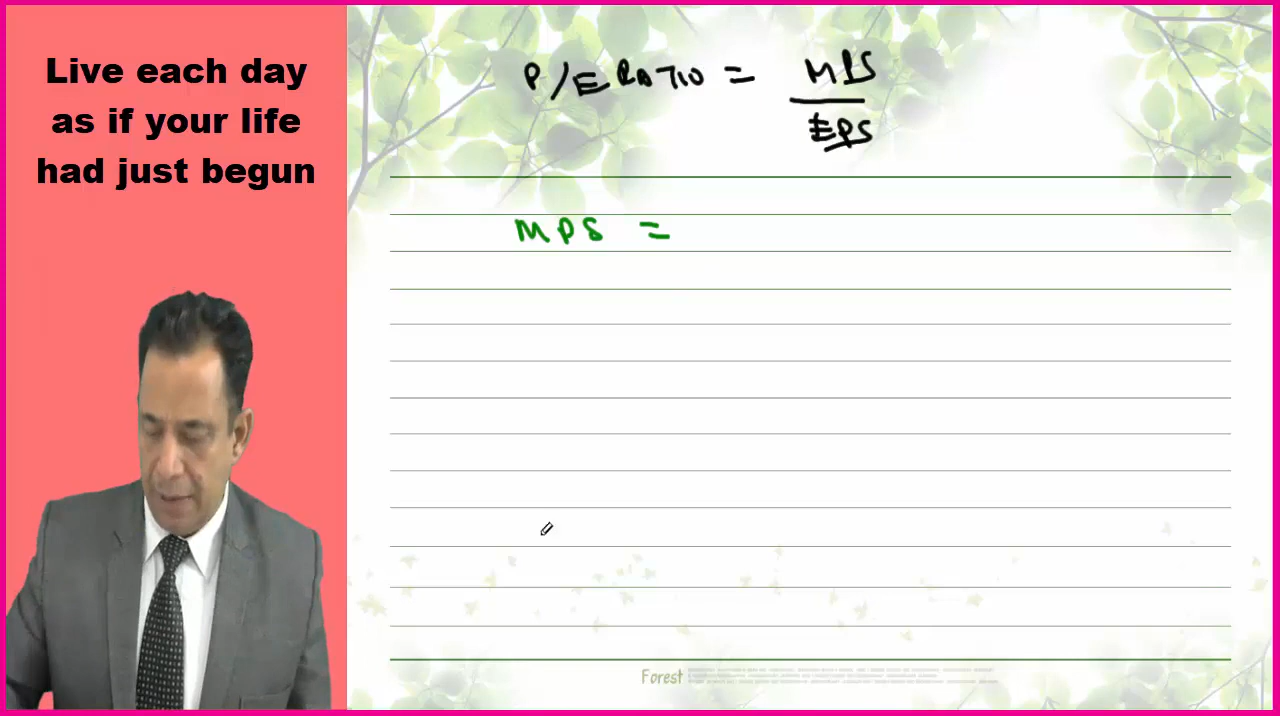 Live each day
as if your life
had just begun
P/E RATIO = MPS
EPS
MPS =
Forest